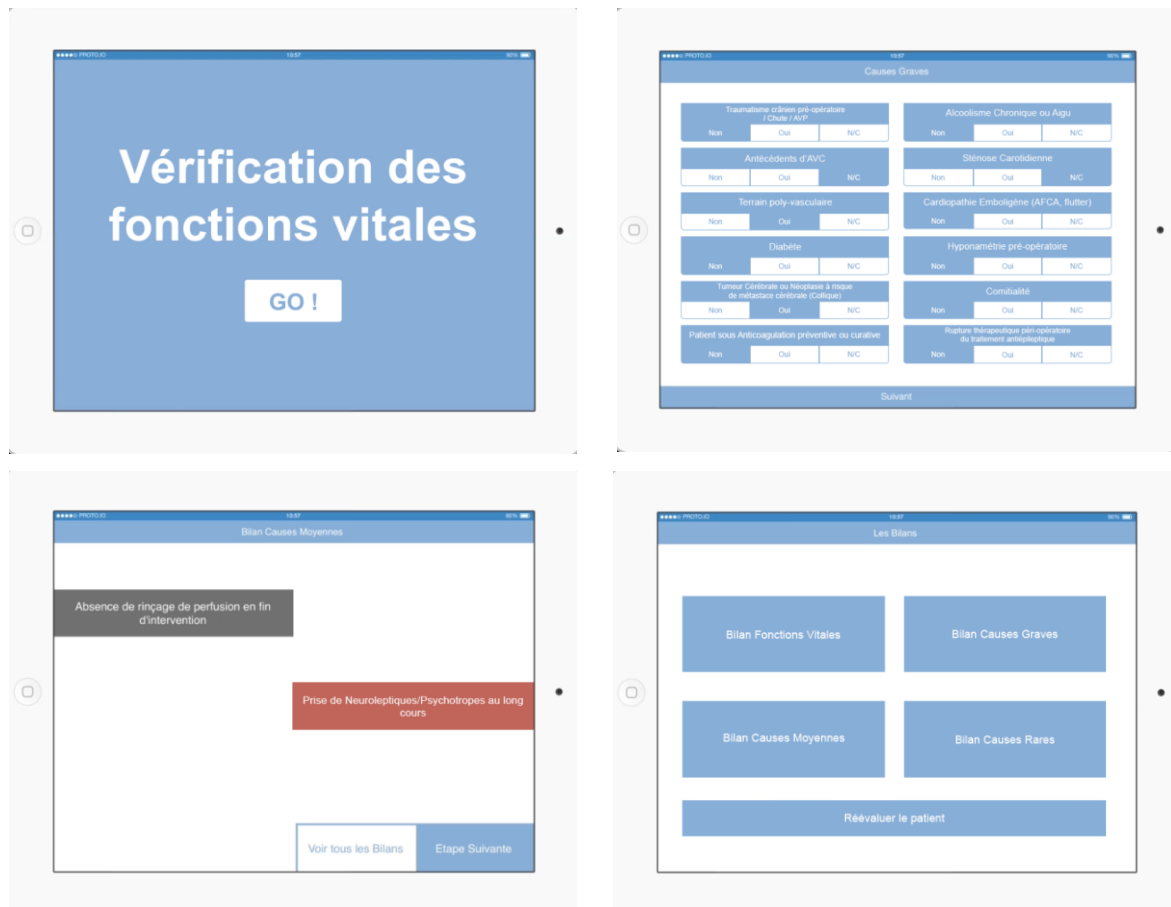 PROTO.IO 10:57 90%
Vérification des
fonctions vitales
GO !
PROTO.IO 10:57 90%
Causes Graves
Traumatisme crânien pré-opératoire
/ Chute / AVP
Non Oui N/C
Alcoolisme Chronique ou Aigu
Non Oui N/C
Antécédents d'AVC
Non Oui N/C
Sténose Carotidienne
Non Oui N/C
Terrain poly-vasculaire
Non Oui N/C
Cardiopathie Emboligène (AFCA, flutter)
Non Oui N/C
Diabète
Non Oui N/C
Hyponamétrie pré-opératoire
Non Oui N/C
Tumeur Cérébrale ou Néoplasie à risque
de métastace cérébrale (Collique)
Non Oui N/C
Comitialité
Non Oui N/C
Patient sous Anticoagulation préventive ou curative
Non Oui N/C
Rupture thérapeutique péri-opératoire
du traitement antiépileptique
Non Oui N/C
Suivant
PROTO.IO 10:57 90%
Bilan Causes Moyennes
Absence de rinçage de perfusion en fin
d'intervention
Prise de Neuroleptiques/Psychotropes au long
cours
Voir tous les Bilans
Etape Suivante
PROTO.IO 10:57 90%
Les Bilans
Bilan Fonctions Vitales
Bilan Causes Graves
Bilan Causes Moyennes
Bilan Causes Rares
Réévaluer le patient